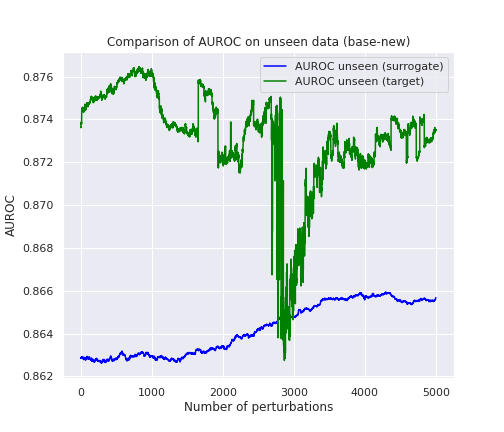 Comparison of AUROC on unseen data (base-new)
AUROC unseen (surrogate)
AUROC unseen (target)
0.876
0.874
0.872
0.870
0.868
0.866
0.864
0.862
AUROC
0
1000
2000
3000
4000
5000
Number of perturbations